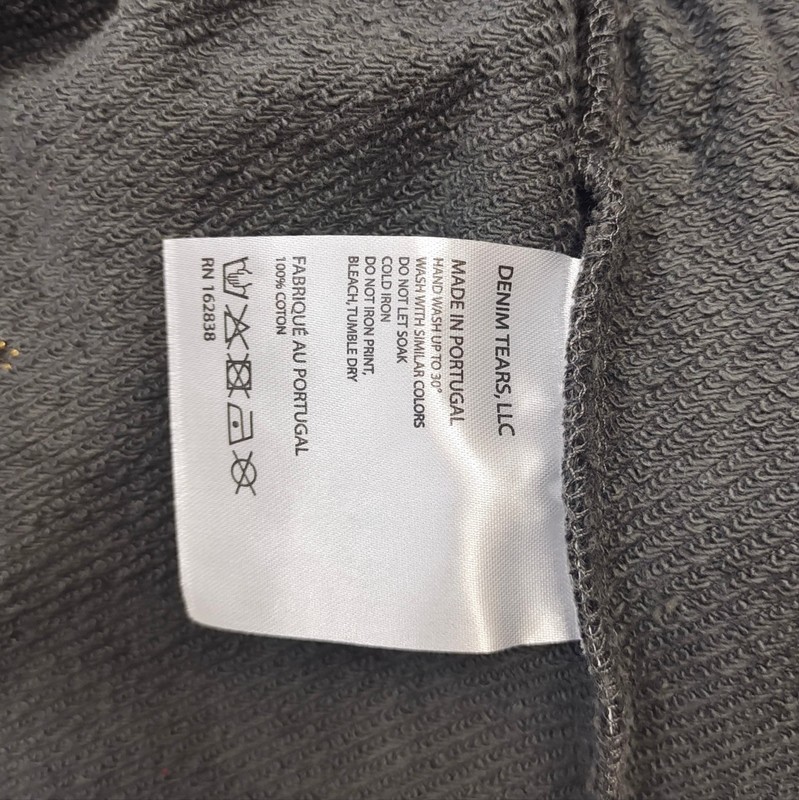 DENIM TEARS, LLC
MADE IN PORTUGAL
HAND WASH UP TO 30°
WASH WITH SIMILAR COLORS
DO NOT LET SOAK
COLD IRON
DO NOT IRON PRINT,
BLEACH, TUMBLE DRY
FABRIQUÉ AU PORTUGAL
100% COTON
RN 162838